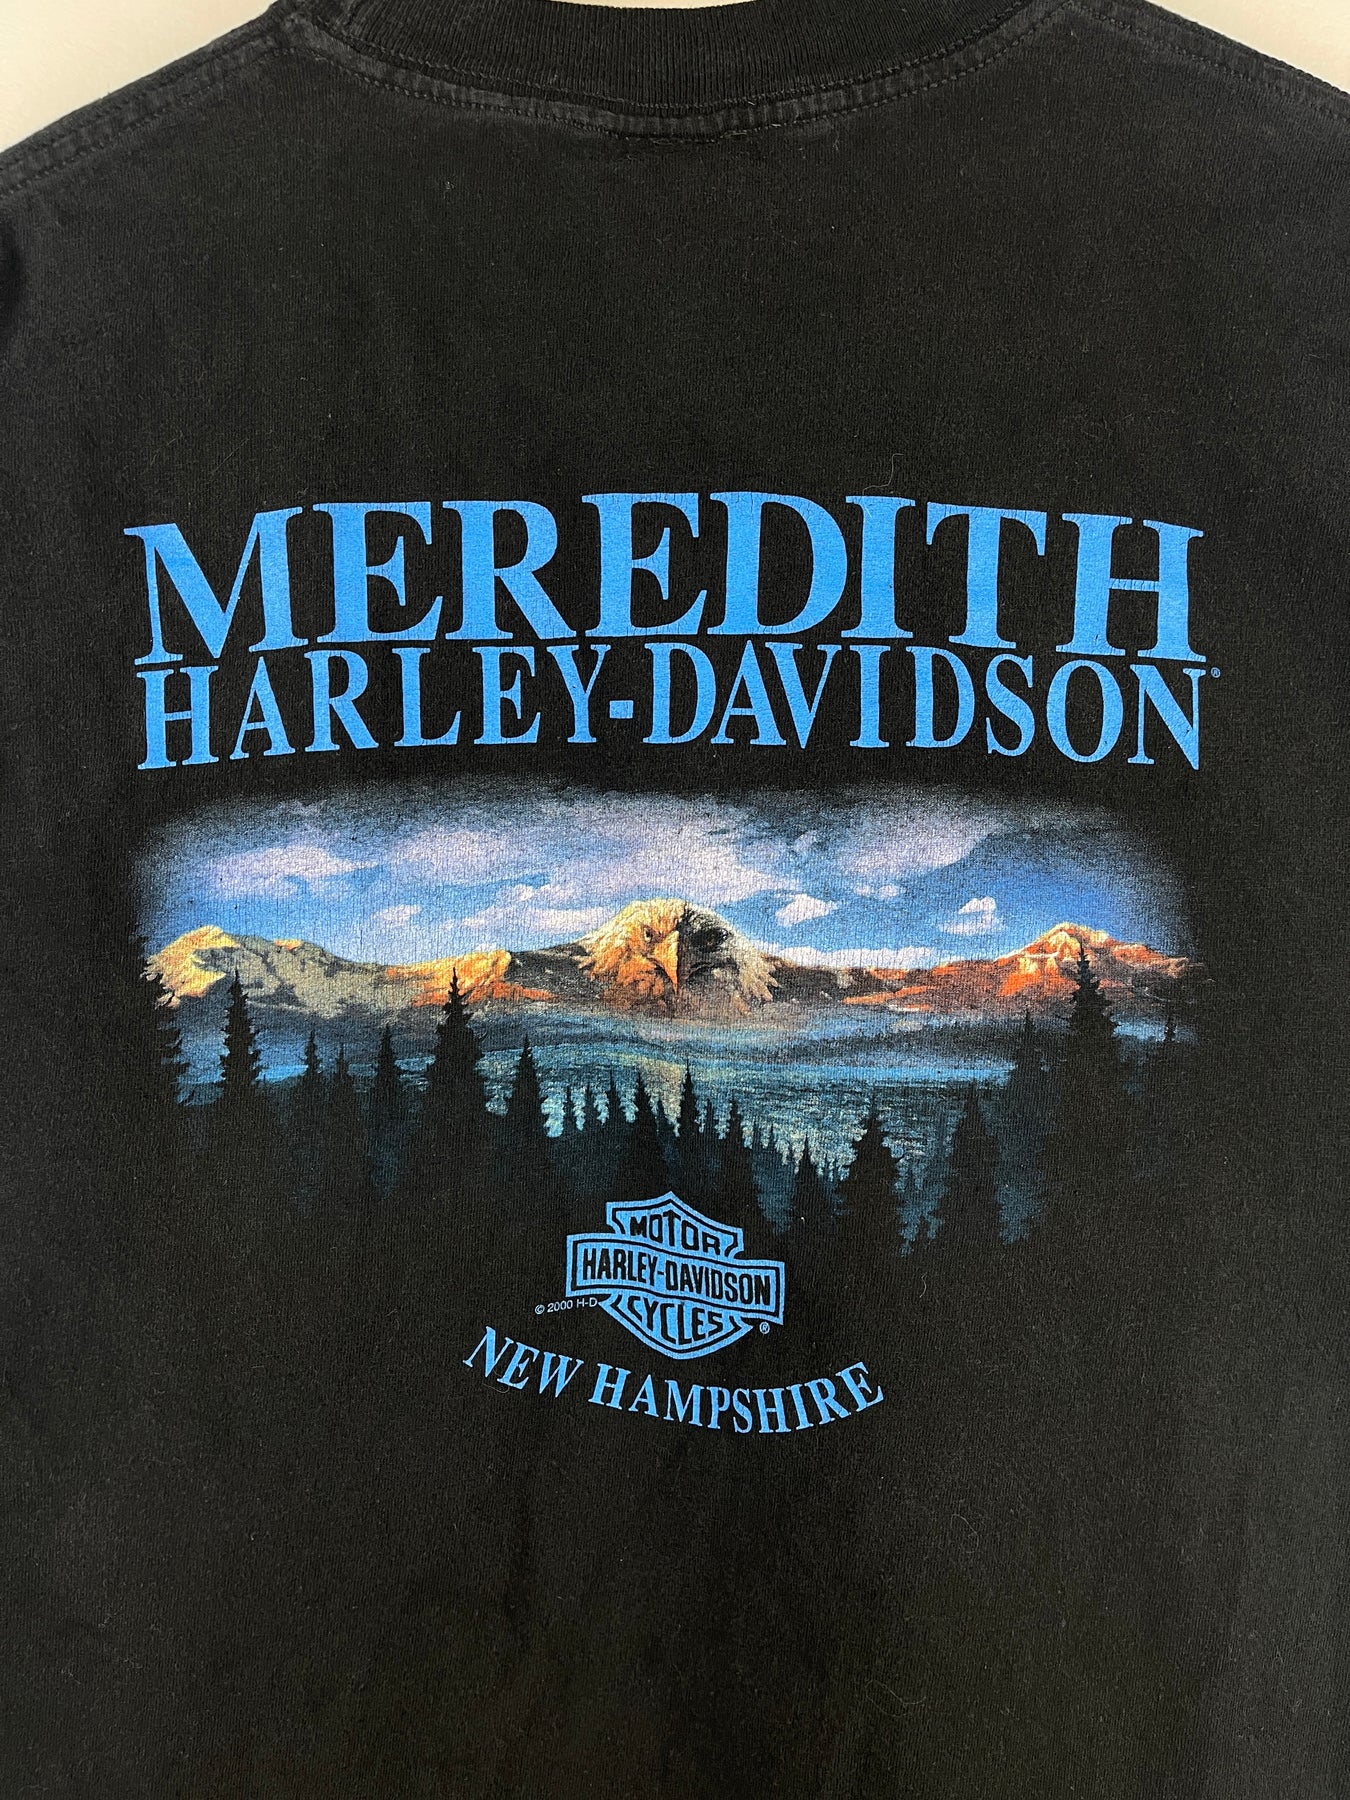 MEREDITH
HARLEY-DAVIDSON®
MOTOR
HARLEY-DAVIDSON
© 2000 H-D
CYCLES ®
NEW HAMPSHIRE